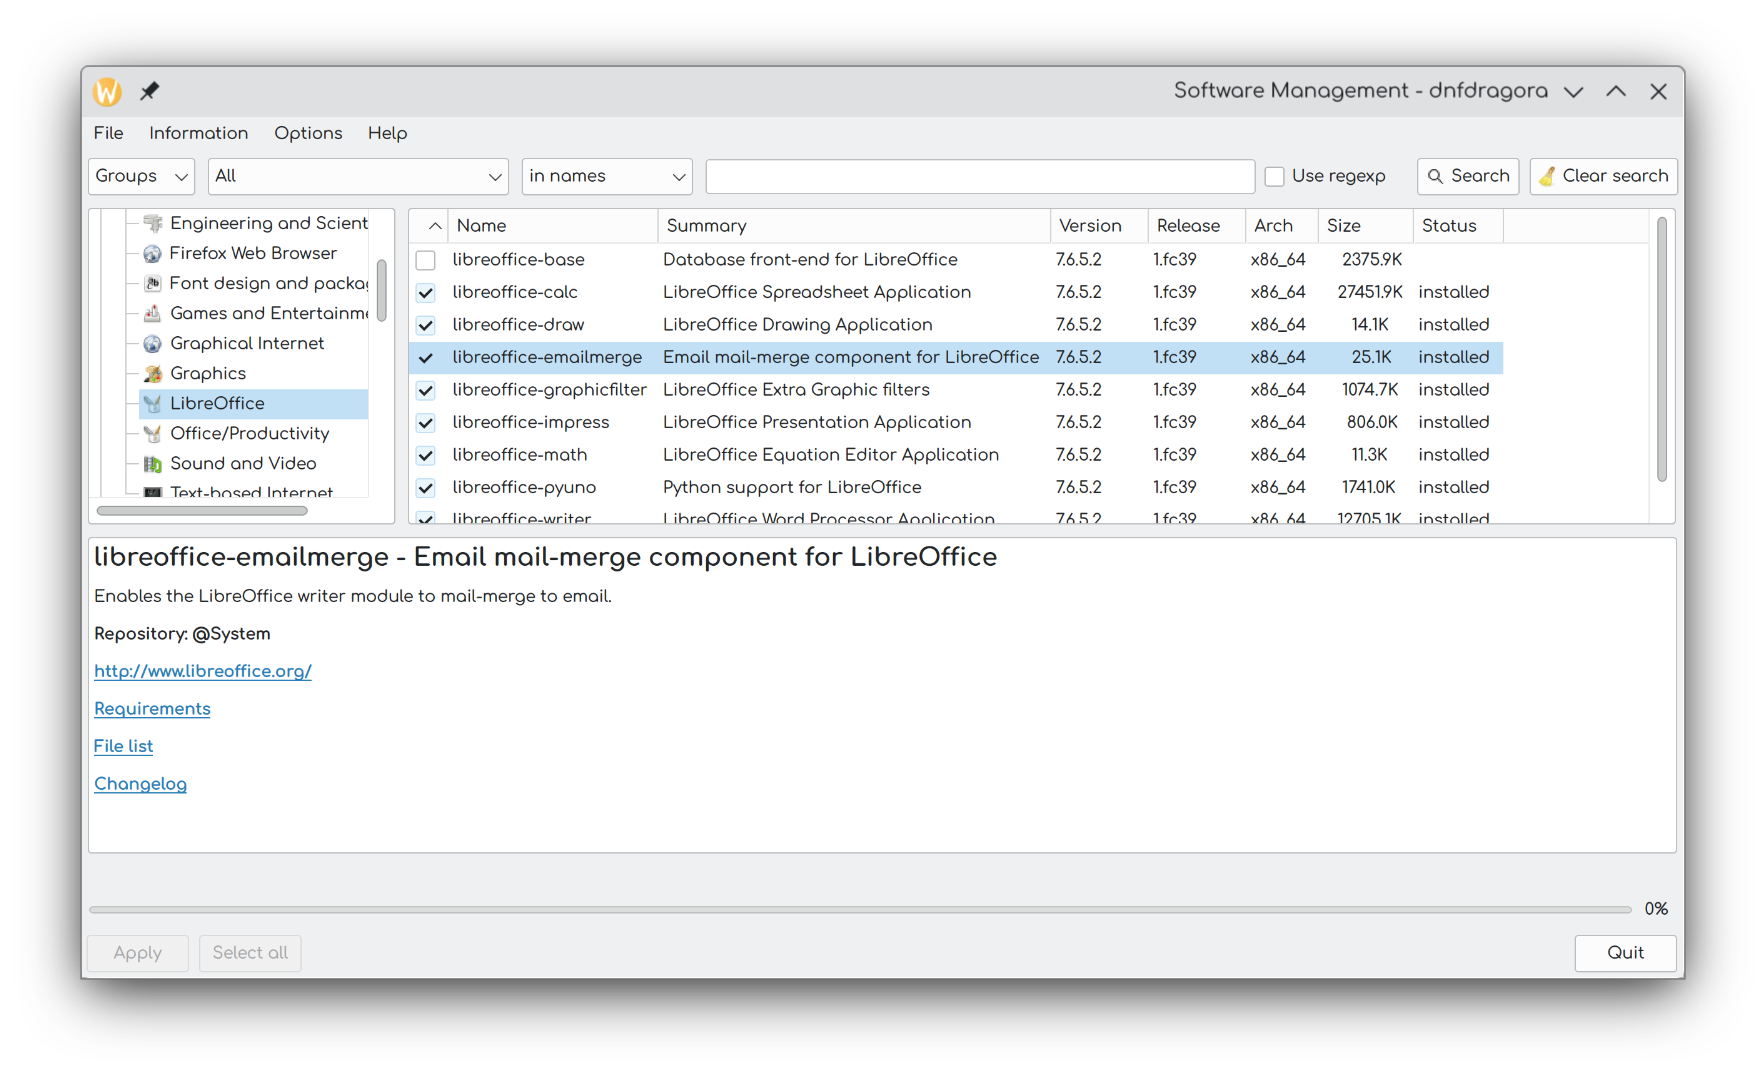 Software Management - dnfdragora
File Information Options Help
Groups All in names Use regexp Search Clear search
Engineering and Scient
Firefox Web Browser
Font design and packag
Games and Entertainme
Graphical Internet
Graphics
LibreOffice
Office/Productivity
Sound and Video
Text-based Internet
Name Summary Version Release Arch Size Status
libreoffice-base Database front-end for LibreOffice 7.6.5.2 1.fc39 x86_64 2375.9K
libreoffice-calc LibreOffice Spreadsheet Application 7.6.5.2 1.fc39 x86_64 27451.9K installed
libreoffice-draw LibreOffice Drawing Application 7.6.5.2 1.fc39 x86_64 14.1K installed
libreoffice-emailmerge Email mail-merge component for LibreOffice 7.6.5.2 1.fc39 x86_64 25.1K installed
libreoffice-graphicfilter LibreOffice Extra Graphic filters 7.6.5.2 1.fc39 x86_64 1074.7K installed
libreoffice-impress LibreOffice Presentation Application 7.6.5.2 1.fc39 x86_64 806.0K installed
libreoffice-math LibreOffice Equation Editor Application 7.6.5.2 1.fc39 x86_64 11.3K installed
libreoffice-pyuno Python support for LibreOffice 7.6.5.2 1.fc39 x86_64 1741.0K installed
libreoffice-writer LibreOffice Word Processor Application 7.6.5.2 1.fc39 x86_64 12705.1K installed
libreoffice-emailmerge - Email mail-merge component for LibreOffice
Enables the LibreOffice writer module to mail-merge to email.
Repository: @System
http://www.libreoffice.org/
Requirements
File list
Changelog
0%
Apply Select all Quit